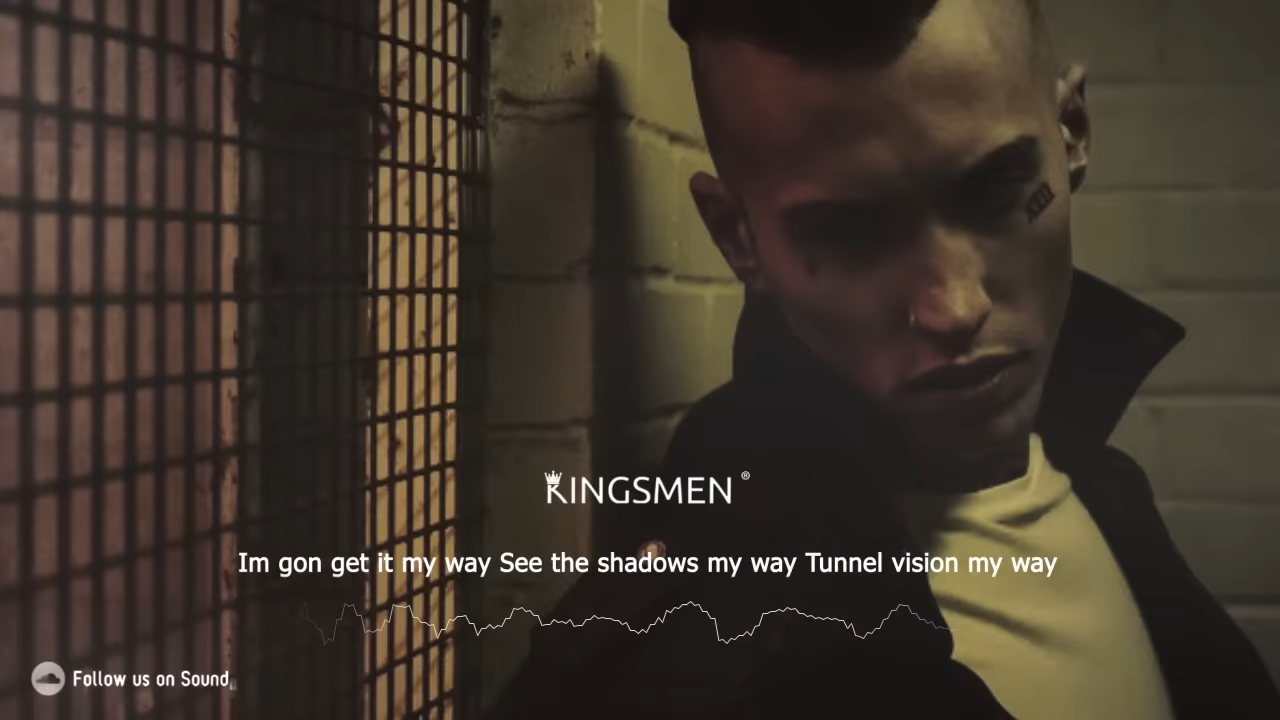 KINGSMEN ®
Im gon get it my way See the shadows my way Tunnel vision my way
Follow us on Sound